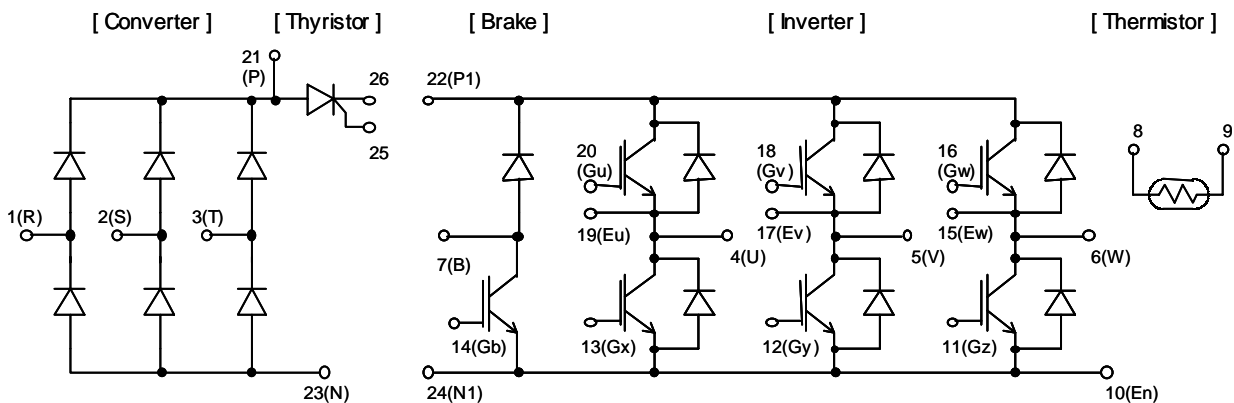 [ Converter ] [ Thyristor ] [ Brake ] [ Inverter ] [ Thermistor ]
21
(P)
26
22(P1)
25
8
9
20
(Gu)
18
(Gv)
16
(Gw)
1(R)
2(S)
3(T)
19(Eu)
17(Ev)
15(Ew)
7(B)
4(U)
5(V)
6(W)
14(Gb)
13(Gx)
12(Gy)
11(Gz)
23(N)
24(N1)
10(En)